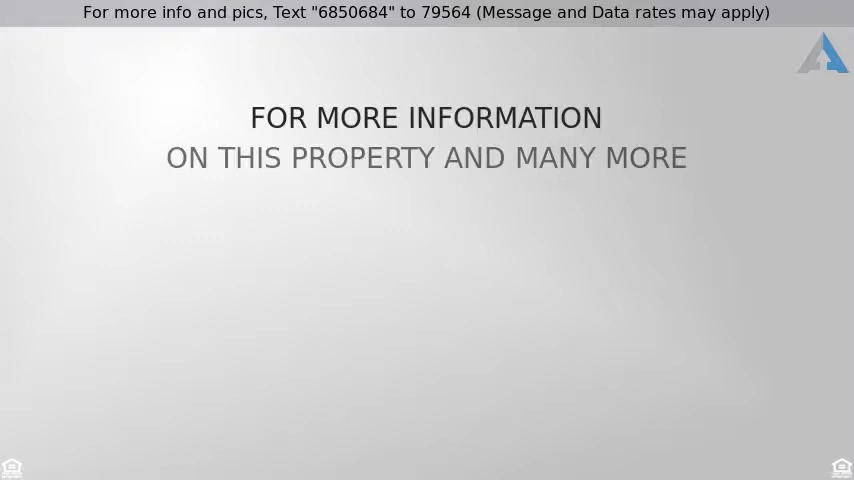 For more info and pics, Text "6850684" to 79564 (Message and Data rates may apply)
FOR MORE INFORMATION
ON THIS PROPERTY AND MANY MORE